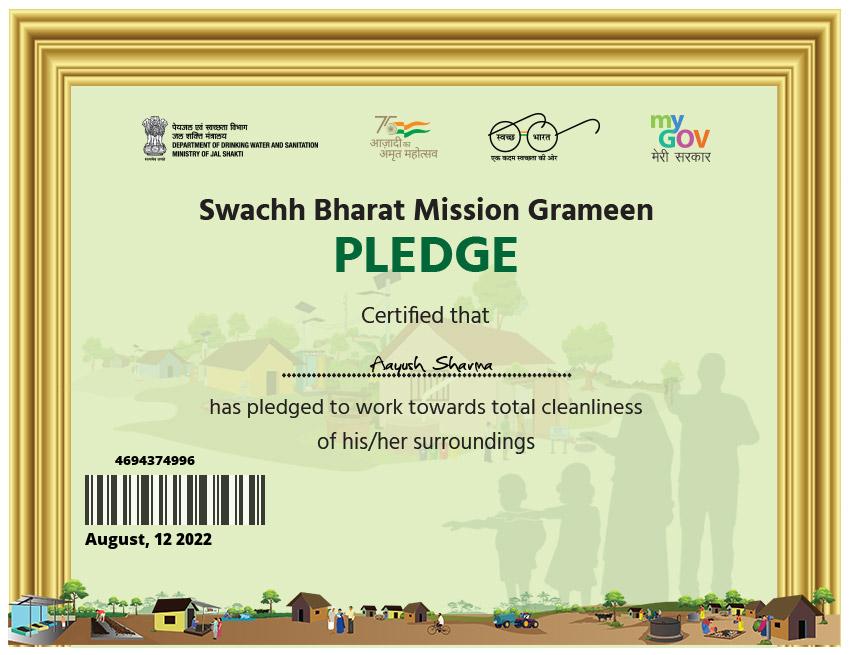 पेयजल एवं स्वच्छता विभाग
जल शक्ति मंत्रालय
DEPARTMENT OF DRINKING WATER AND SANITATION
MINISTRY OF JAL SHAKTI
सत्यमेव जयते
75
आज़ादी का
अमृत महोत्सव
स्वच्छ भारत
एक कदम स्वच्छता की ओर
my
GOV
मेरी सरकार
Swachh Bharat Mission Grameen
PLEDGE
Certified that
Aayush Sharma
has pledged to work towards total cleanliness
of his/her surroundings
4694374996
August, 12 2022